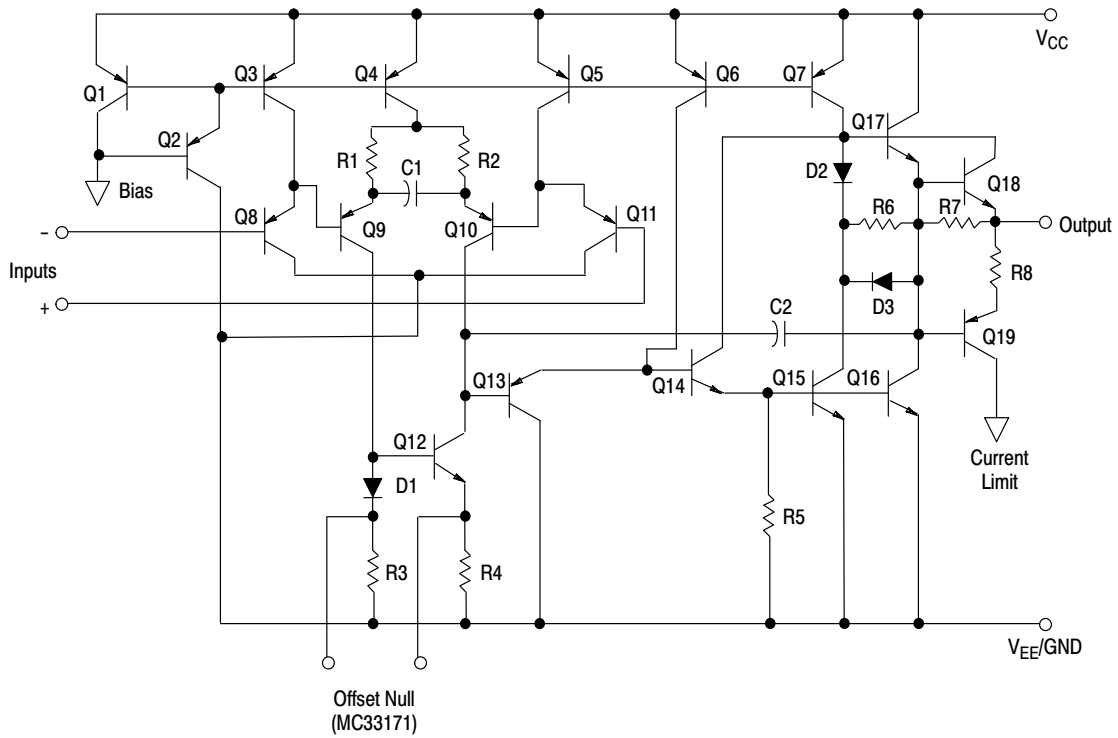 V_CC
Q1
Q2
Q3
Q4
Q5
Q6
Q7
Q17
Bias
R1
C1
R2
D2
Q18
Q8
Q9
Q10
Q11
R6
R7
Output
−
Inputs
+
D3
R8
C2
Q19
Q13
Q14
Q15
Q16
Q12
D1
Current
Limit
R5
R3
R4
V_EE/GND
Offset Null
(MC33171)